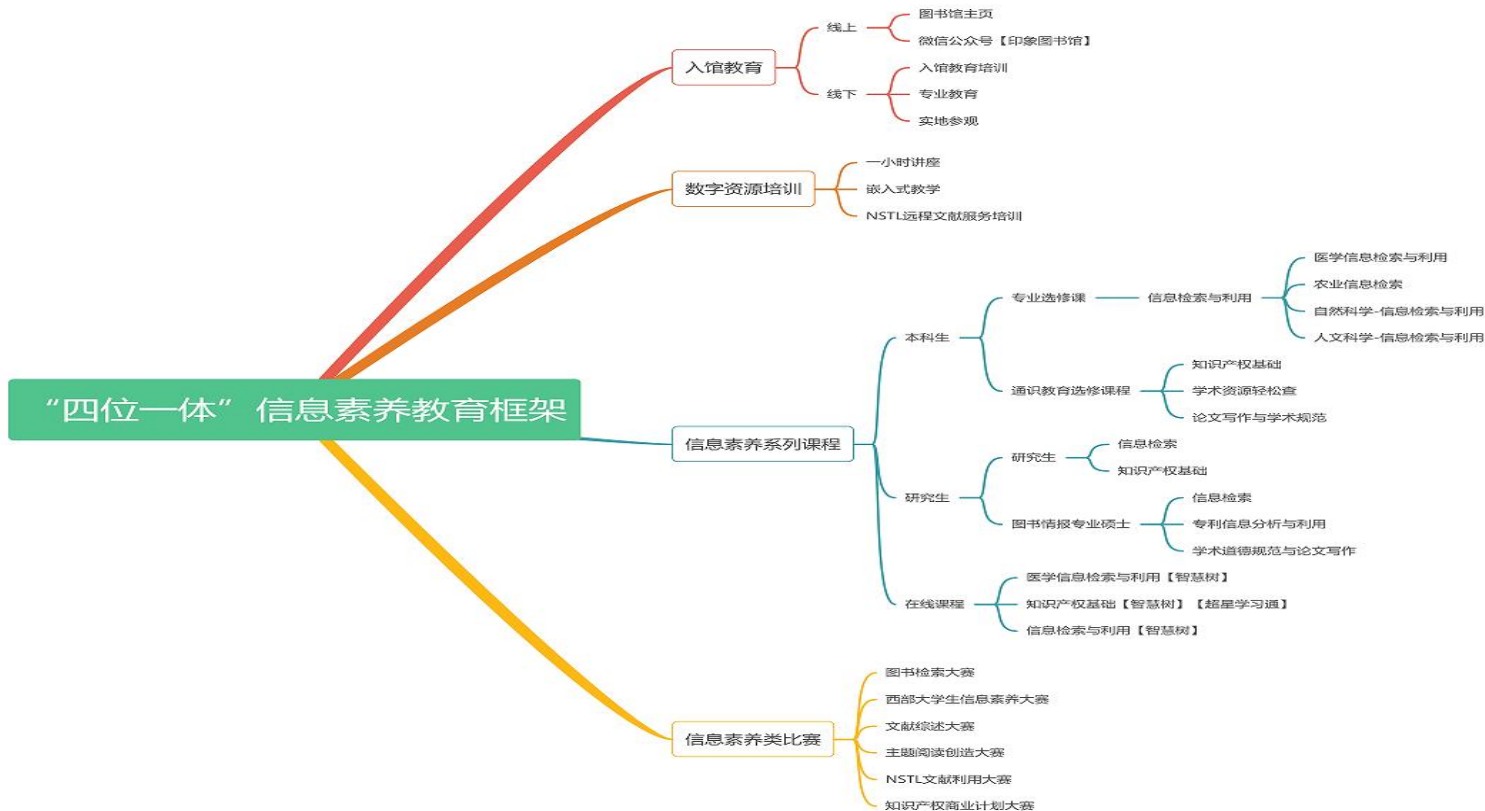 “四位一体”信息素养教育框架
入馆教育
线上
图书馆主页
微信公众号【印象图书馆】
线下
入馆教育培训
专业教育
实地参观
数字资源培训
一小时讲座
嵌入式教学
NSTL远程文献服务培训
信息素养系列课程
本科生
专业选修课
信息检索与利用
医学信息检索与利用
农业信息检索
自然科学-信息检索与利用
人文科学-信息检索与利用
通识教育选修课程
知识产权基础
学术资源轻松查
论文写作与学术规范
研究生
研究生
信息检索
知识产权基础
图书情报专业硕士
信息检索
专利信息分析与利用
学术道德规范与论文写作
在线课程
医学信息检索与利用【智慧树】
知识产权基础【智慧树】【超星学习通】
信息检索与利用【智慧树】
信息素养类比赛
图书检索大赛
西部大学生信息素养大赛
文献综述大赛
主题阅读创造大赛
NSTL文献利用大赛
知识产权商业计划大赛